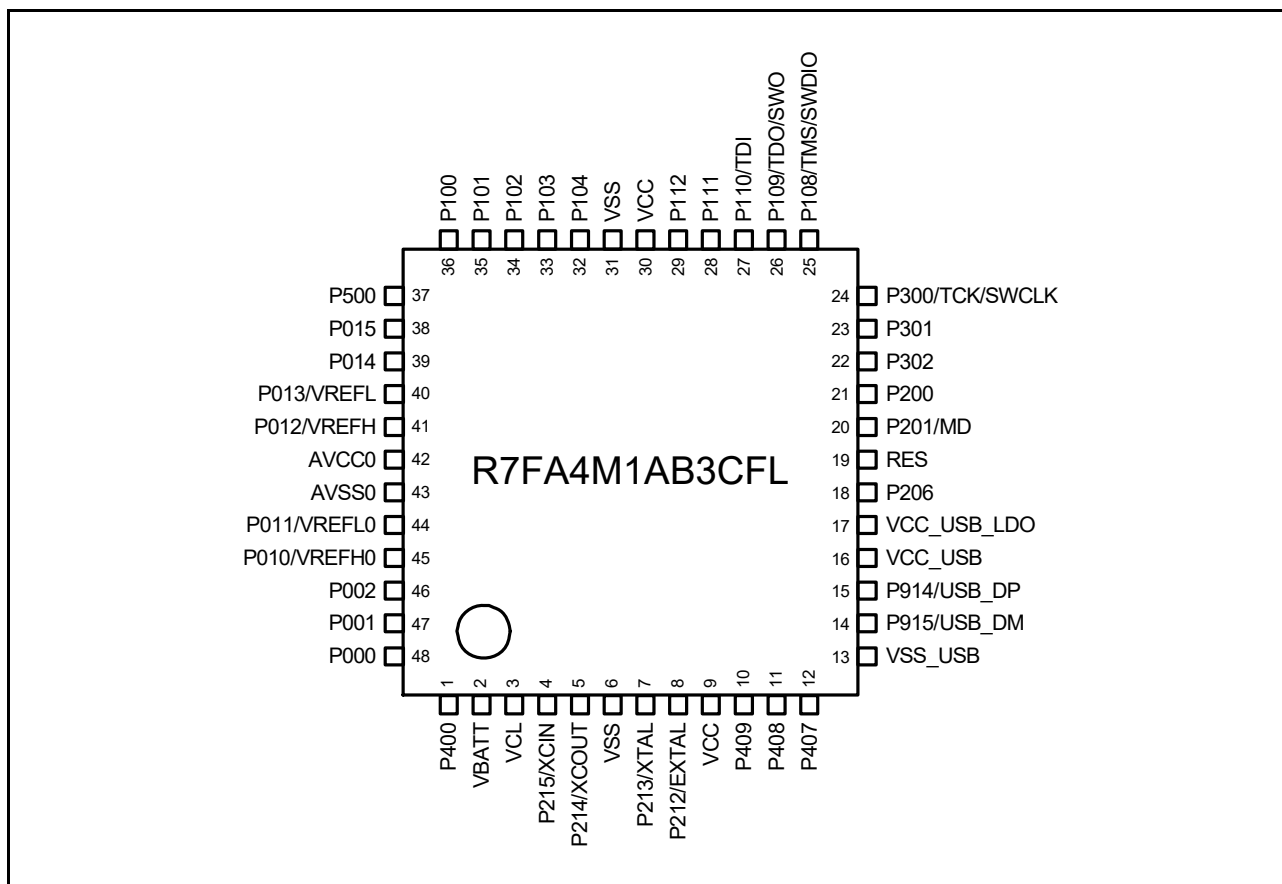 P100
P101
P102
P103
P104
VSS
VCC
P112
P111
P110/TDI
P109/TDO/SWO
P108/TMS/SWDIO
36
35
34
33
32
31
30
29
28
27
26
25
P500 37
P015 38
P014 39
P013/VREFL 40
P012/VREFH 41
AVCC0 42
AVSS0 43
P011/VREFL0 44
P010/VREFH0 45
P002 46
P001 47
P000 48
R7FA4M1AB3CFL
24 P300/TCK/SWCLK
23 P301
22 P302
21 P200
20 P201/MD
19 RES
18 P206
17 VCC_USB_LDO
16 VCC_USB
15 P914/USB_DP
14 P915/USB_DM
13 VSS_USB
1
2
3
4
5
6
7
8
9
10
11
12
P400
VBATT
VCL
P215/XCIN
P214/XCOUT
VSS
P213/XTAL
P212/EXTAL
VCC
P409
P408
P407